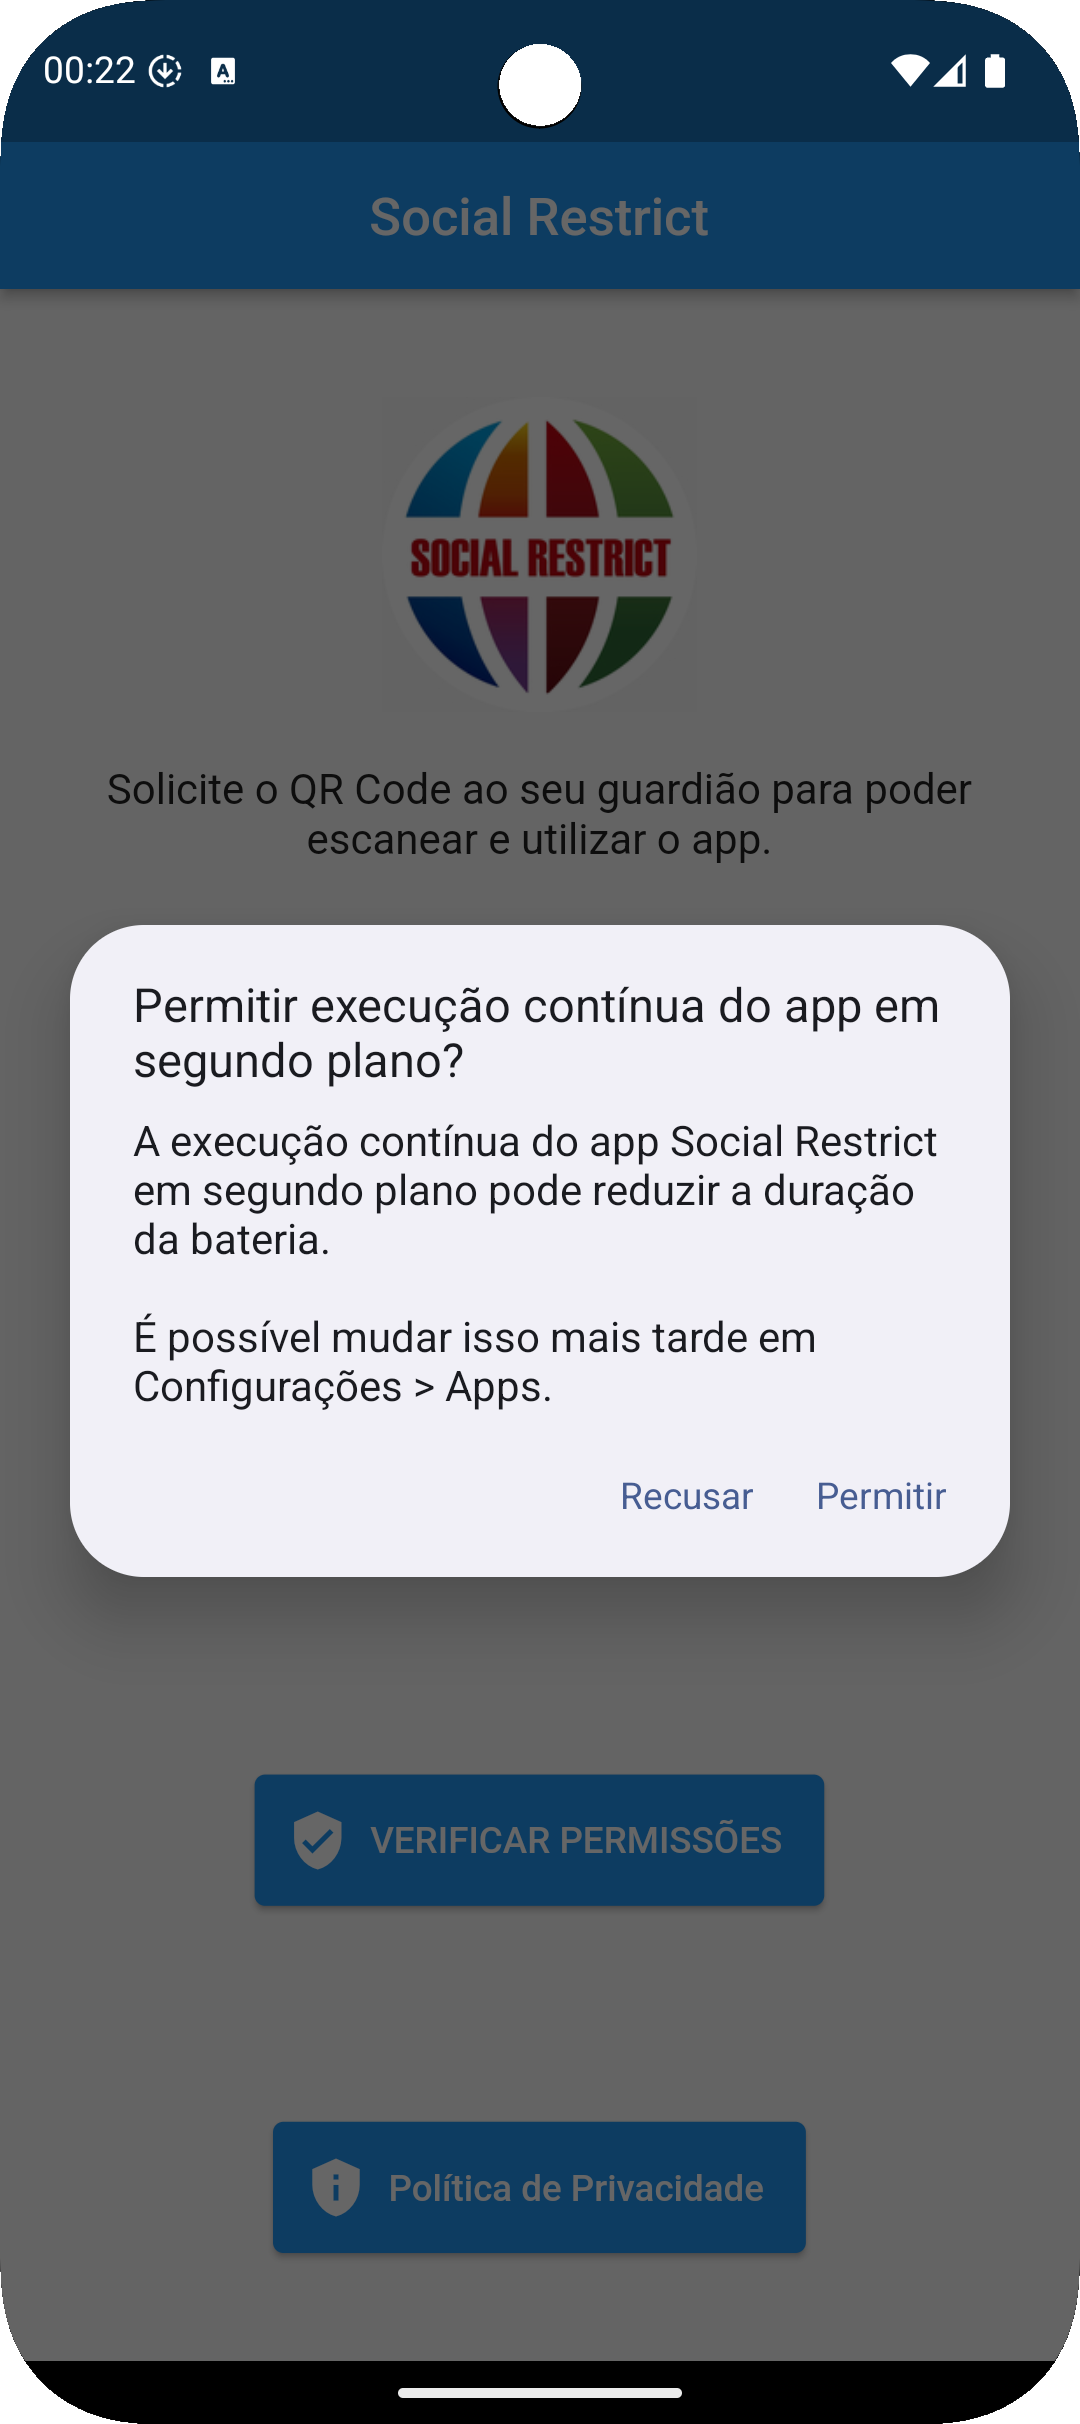 00:22
Social Restrict
SOCIAL RESTRICT
Solicite o QR Code ao seu guardião para poder
escanear e utilizar o app.
Permitir execução contínua do app em
segundo plano?
A execução contínua do app Social Restrict
em segundo plano pode reduzir a duração
da bateria.
É possível mudar isso mais tarde em
Configurações > Apps.
Recusar Permitir
VERIFICAR PERMISSÕES
Política de Privacidade